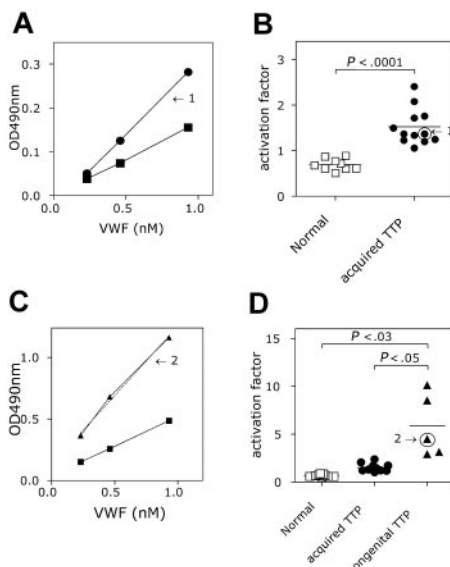 A
OD490nm
0.3
0.2
0.1
0.0
← 1
0.0
0.5
1.0
VWF (nM)
B
activation factor
3
2
1
0
P < .0001
1
Normal
acquired TTP
C
OD490nm
1.0
0.5
0.0
← 2
0.0
0.5
1.0
VWF (nM)
D
activation factor
15
10
5
0
P < .03
P < .05
2 →
Normal
acquired TTP
ongenital TTP